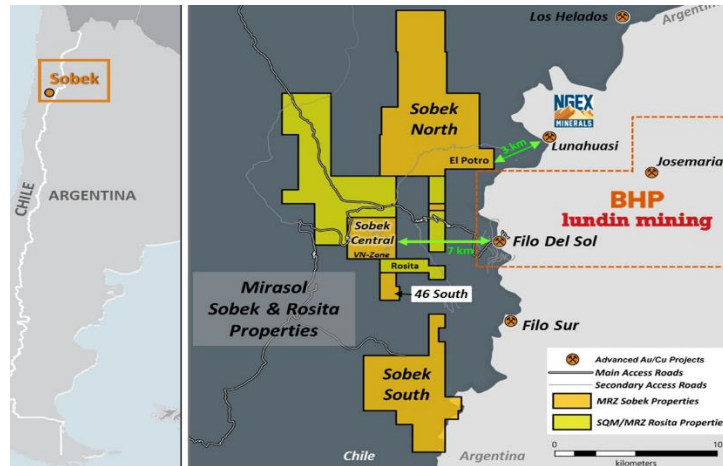 Sobek
CHILE
ARGENTINA
Los Helados
Argentina
NGEX
MINERALS
Sobek
North
El Potro
3 km
Lunahuasi
Josemaria
BHP
lundin mining
Sobek
Central
VN-Zone
7 km
Filo Del Sol
Rosita
Mirasol
Sobek & Rosita
Properties
46 South
Filo Sur
Sobek
South
Advanced Au/Cu Projects
Main Access Roads
Secondary Access Roads
MRZ Sobek Properties
SQM/MRZ Rosita Propertie
0 10
kilometers
Chile
Argentina